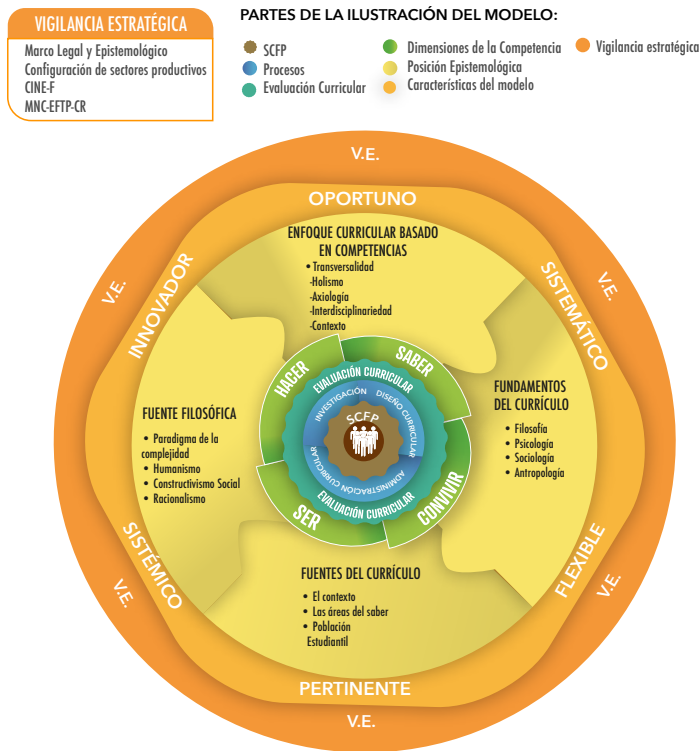 VIGILANCIA ESTRATÉGICA
Marco Legal y Epistemológico
Configuración de sectores productivos
CINE-F
MNC-EFTP-CR
PARTES DE LA ILUSTRACIÓN DEL MODELO:
SCFP
Procesos
Evaluación Curricular
Dimensiones de la Competencia
Posición Epistemológica
Características del modelo
Vigilancia estratégica
V.E.
OPORTUNO
V.E.
INNOVADOR
SISTEMÁTICO
V.E.
ENFOQUE CURRICULAR BASADO
EN COMPETENCIAS
• Transversalidad
-Holismo
-Axiología
-Interdisciplinariedad
-Contexto
HACER
SABER
EVALUACIÓN CURRICULAR
INVESTIGACIÓN
DISEÑO CURRICULAR
SCFP
ADMINISTRACIÓN CURRICULAR
EVALUACIÓN CURRICULAR
SER
CONVIVIR
FUENTE FILOSÓFICA
• Paradigma de la
complejidad
• Humanismo
• Constructivismo Social
• Racionalismo
FUNDAMENTOS
DEL CURRÍCULO
• Filosofía
• Psicología
• Sociología
• Antropología
FUENTES DEL CURRÍCULO
• El contexto
• Las áreas del saber
• Población
Estudiantil
V.E.
SISTÉMICO
FLEXIBLE
V.E.
PERTINENTE
V.E.